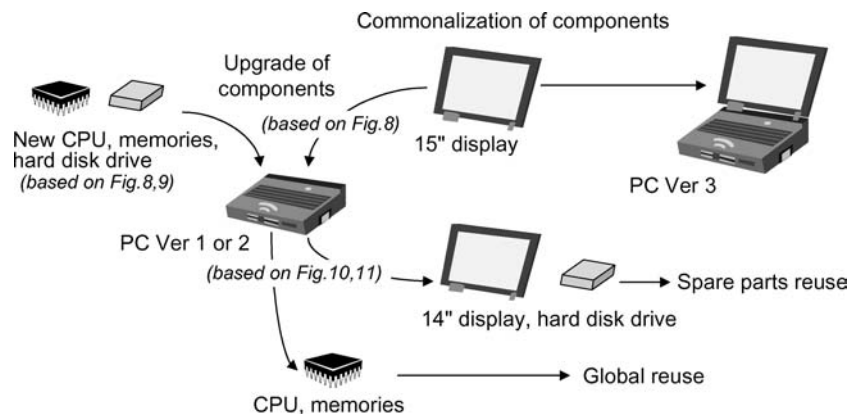 Commonalization of components
Upgrade of
components
(based on Fig.8)
New CPU, memories,
hard disk drive
(based on Fig.8,9)
15" display
PC Ver 3
PC Ver 1 or 2
(based on Fig.10,11)
14" display, hard disk drive
Spare parts reuse
CPU, memories
Global reuse